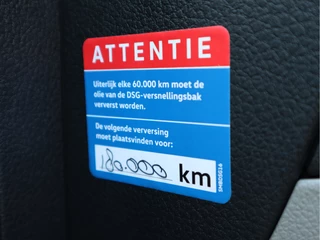 ATTENTIE
Uiterlijk elke 60.000 km moet de
olie van de DSG-versnellingsbak
ververst worden.
De volgende verversing
moet plaatsvinden voor:
180.000 km
SMB05016